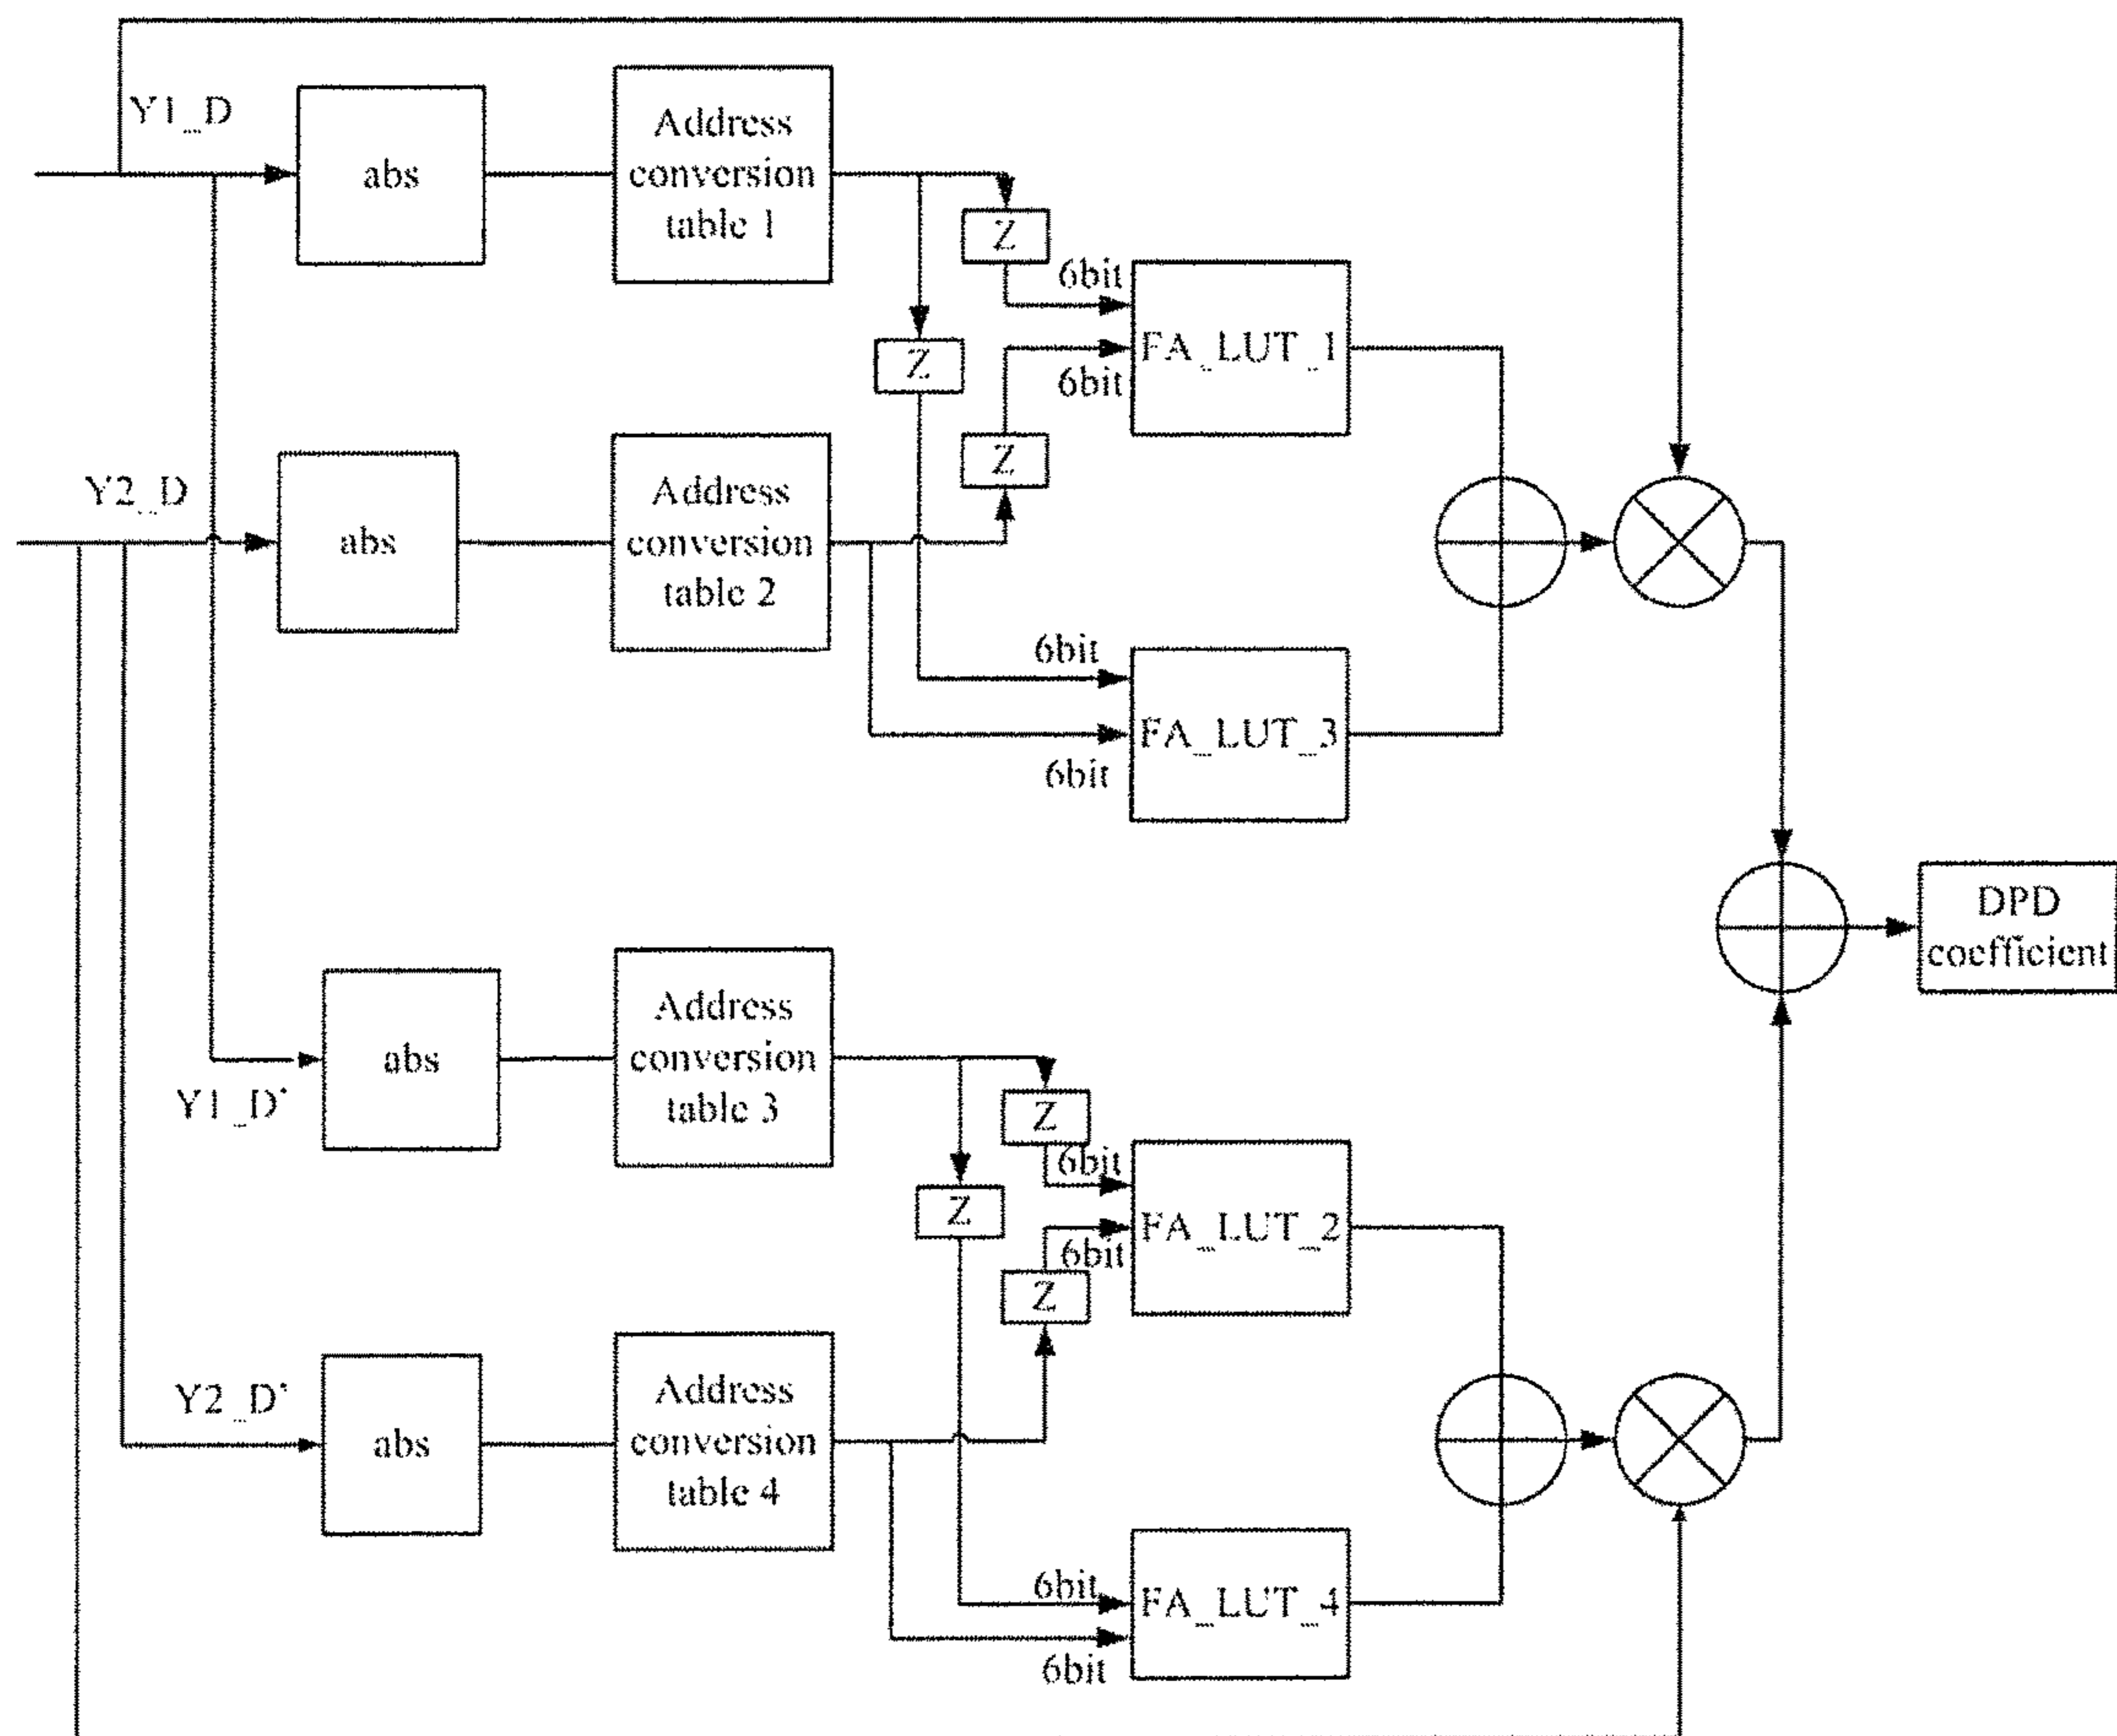 Y1_D
abs
Address
conversion
table 1
Z
6bit
FA_LUT_1
6bit
Z
Z
Y2_D
abs
Address
conversion
table 2
6bit
FA_LUT_3
6bit
DPD
coefficient
Y1_D'
abs
Address
conversion
table 3
Z
6bit
Z
FA_LUT_2
6bit
Z
Y2_D'
abs
Address
conversion
table 4
6bit
FA_LUT_4
6bit